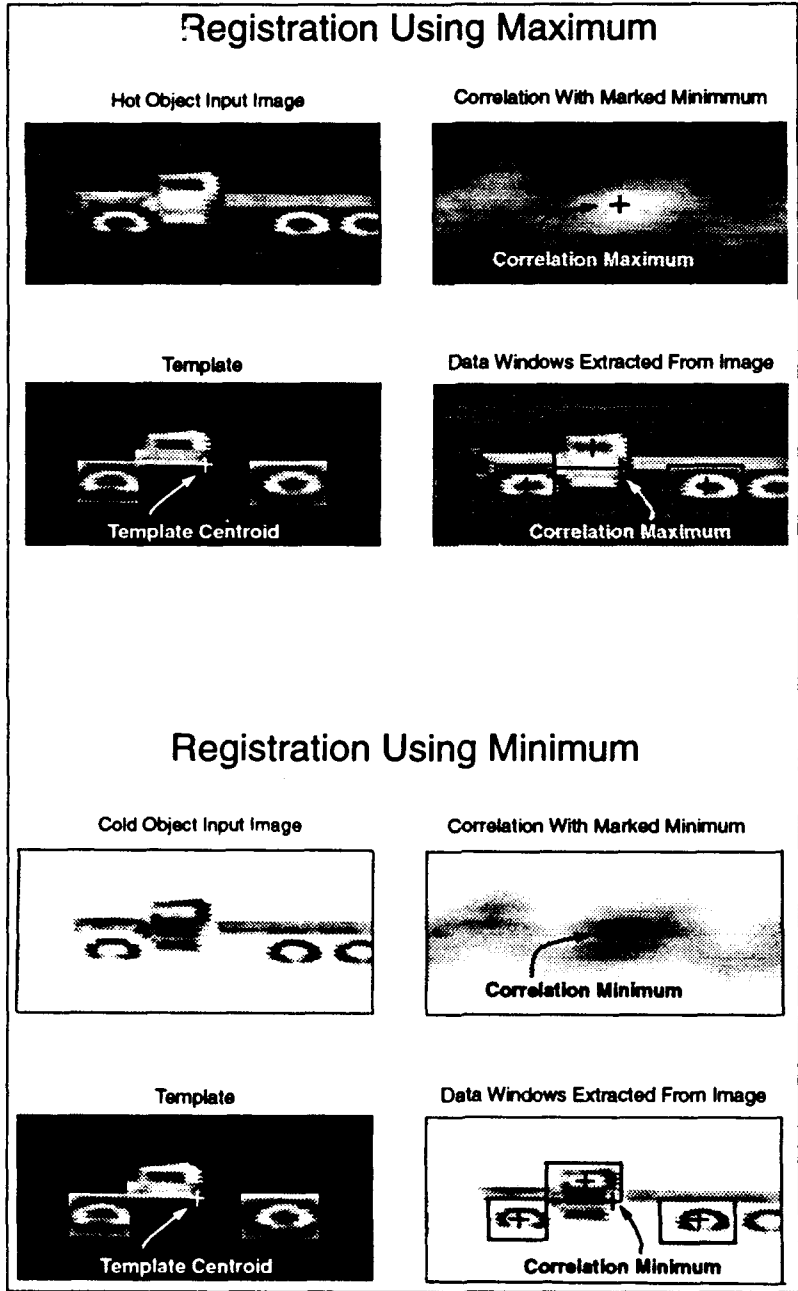 Registration Using Maximum
Hot Object Input Image
Correlation With Marked Minimmum
Correlation Maximum
Template
Data Windows Extracted From Image
Template Centroid
Correlation Maximum
Registration Using Minimum
Cold Object Input Image
Correlation With Marked Minimum
Correlation Minimum
Template
Data Windows Extracted From Image
Template Centroid
Correlation Minimum